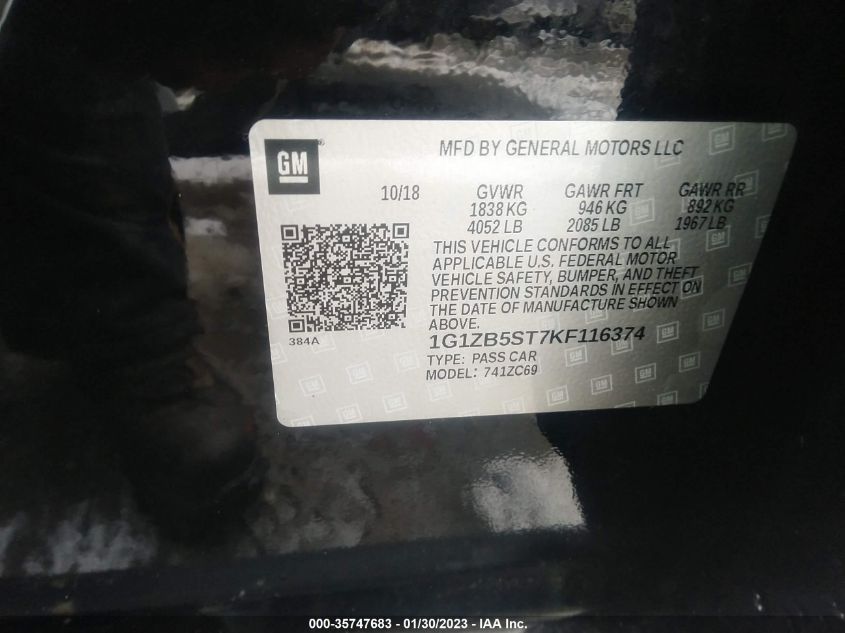 GM
MFD BY GENERAL MOTORS LLC
10/18 GVWR GAWR FRT GAWR RR
1838 KG 946 KG 892 KG
4052 LB 2085 LB 1967 LB
THIS VEHICLE CONFORMS TO ALL
APPLICABLE U.S. FEDERAL MOTOR
VEHICLE SAFETY, BUMPER, AND THEFT
PREVENTION STANDARDS IN EFFECT ON
THE DATE OF MANUFACTURE SHOWN
ABOVE.
384A
1G1ZB5ST7KF116374
TYPE: PASS CAR
MODEL: 741ZC69
000-35747683 - 01/30/2023 - IAA Inc.